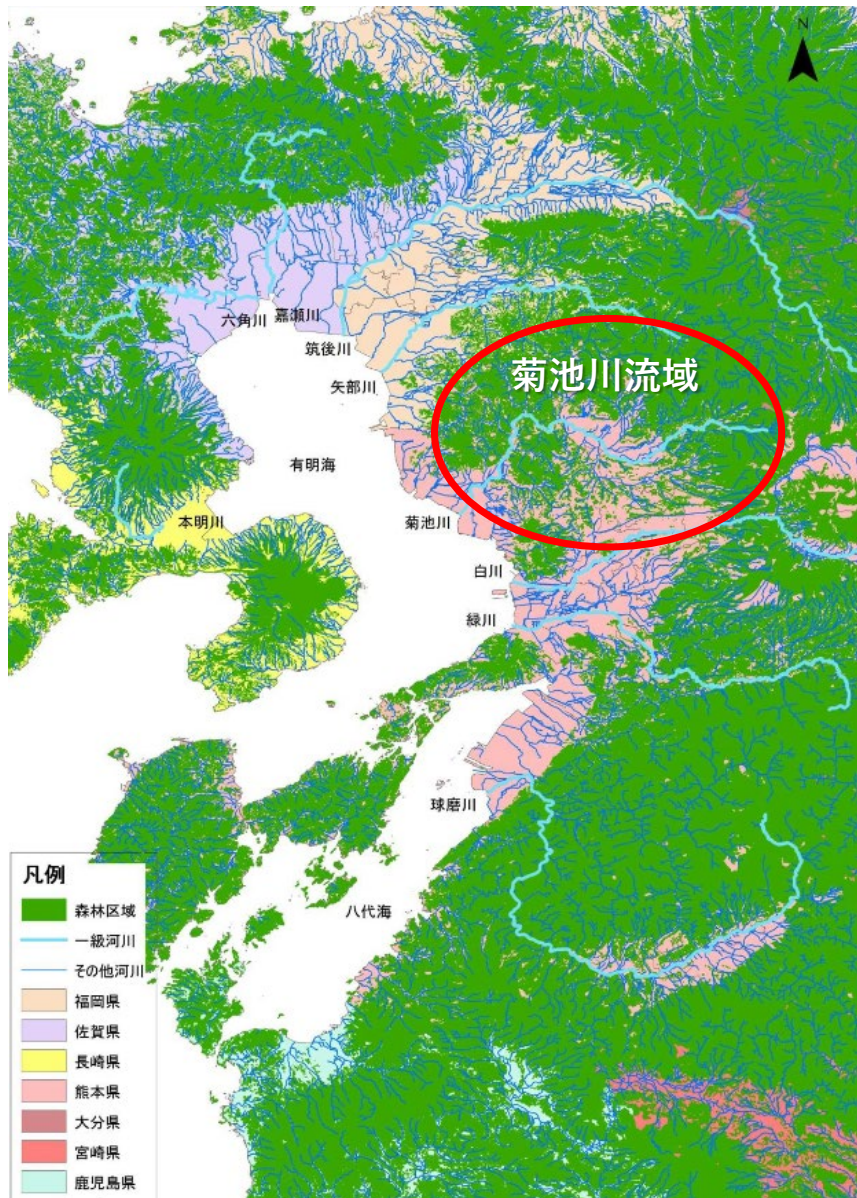 N
六角川
嘉瀬川
筑後川
矢部川
菊池川流域
有明海
本明川
菊池川
白川
緑川
球磨川
八代海
凡例
森林区域
一級河川
その他河川
福岡県
佐賀県
長崎県
熊本県
大分県
宮崎県
鹿児島県